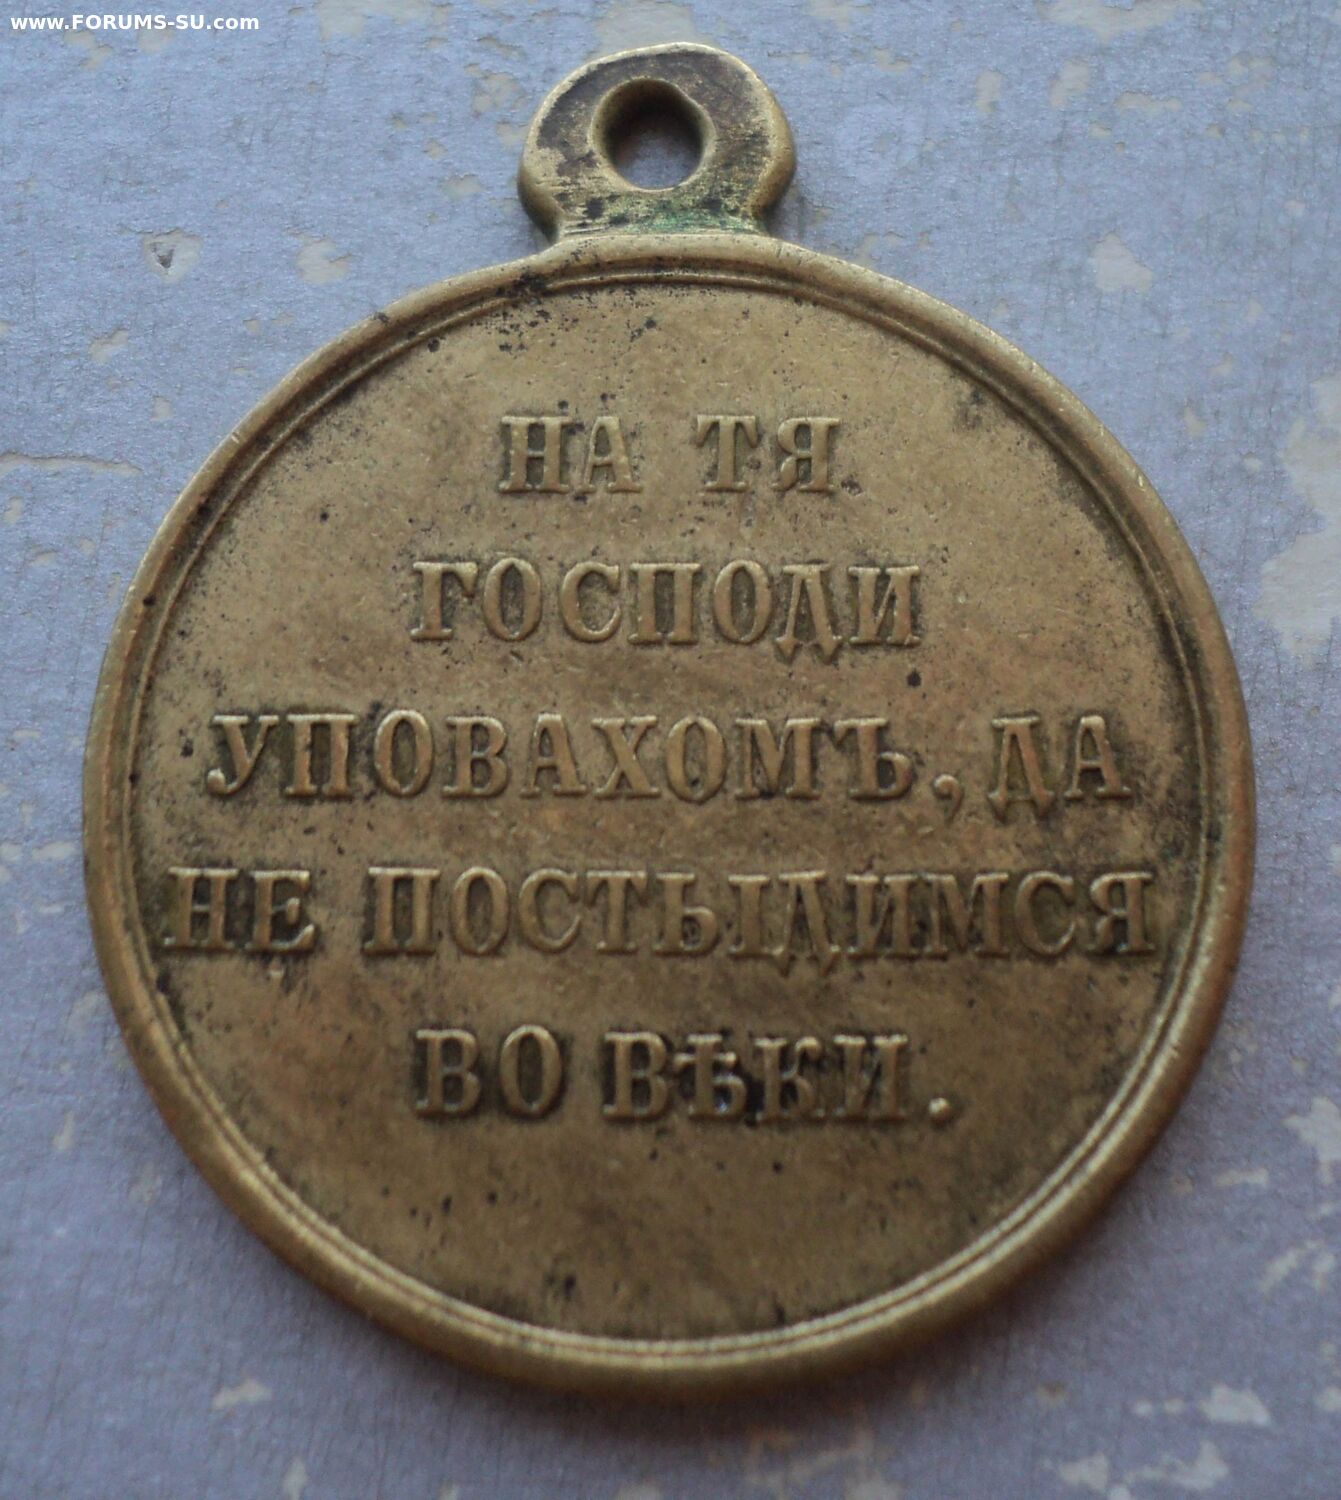 www.FORUMS-SU.com
НА ТЯ
ГОСПОДИ
УПОВАХОМЪ, ДА
НЕ ПОСТЫДИМСЯ
ВО ВѢКИ.